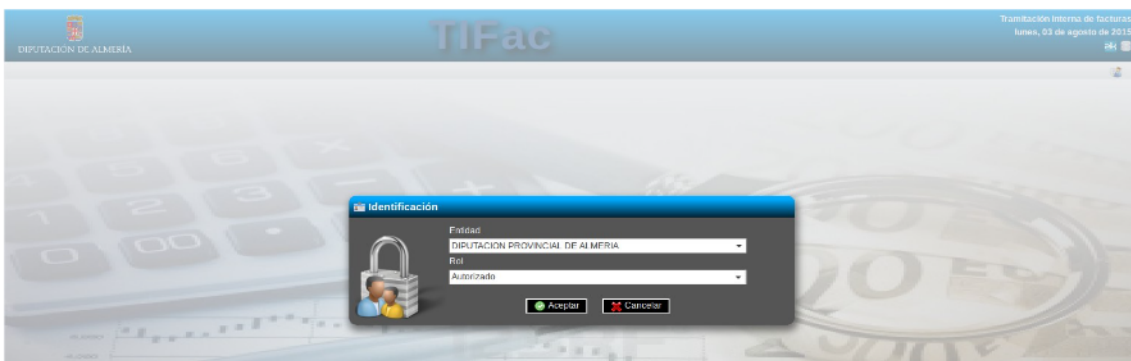 DIPUTACIÓN DE ALMERÍA
TIFac
Tramitación interna de facturas
lunes, 03 de agosto de 2015
Identificación
Entidad
DIPUTACION PROVINCIAL DE ALMERIA
Rol
Autorizado
Aceptar
Cancelar